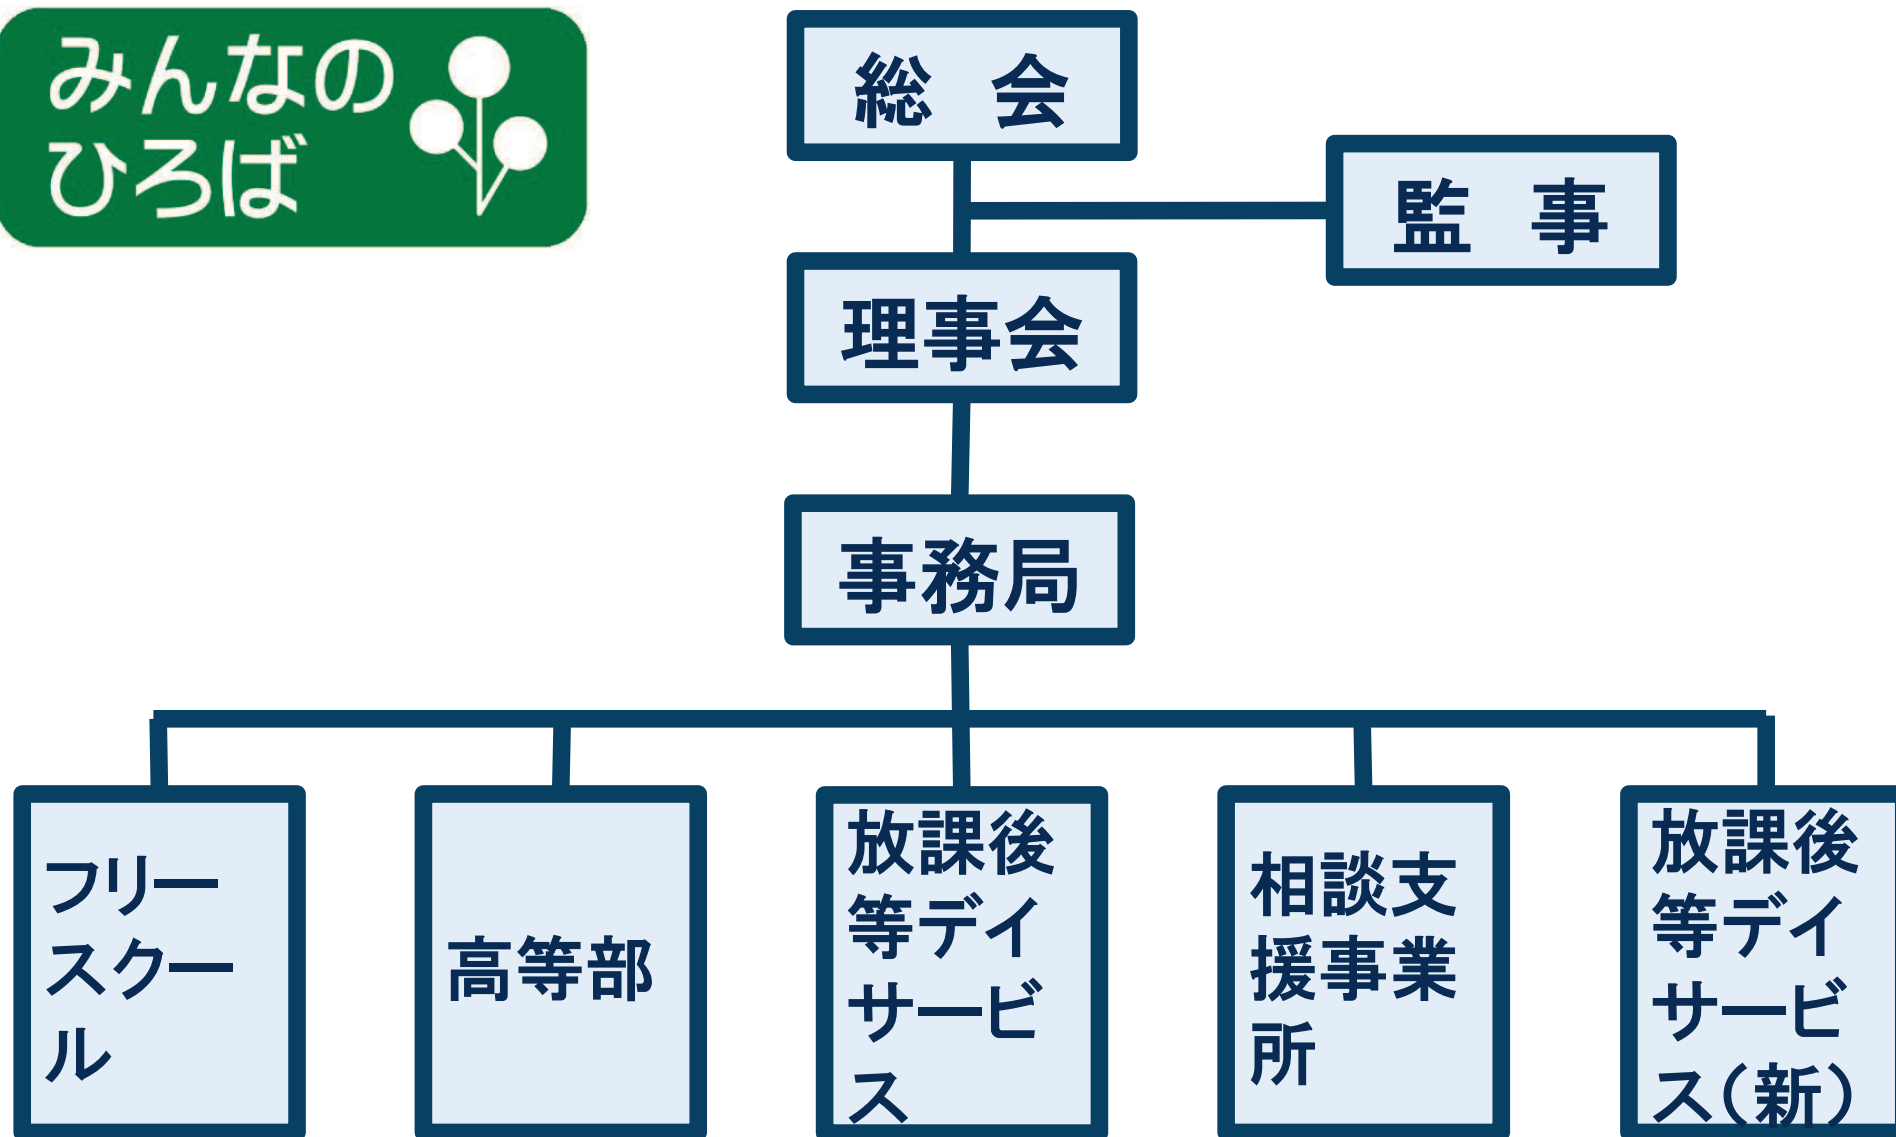 みんなの
ひろば
総　会
監　事
理事会
事務局
フリー
スクー
ル
高等部
放課後
等デイ
サービ
ス
相談支
援事業
所
放課後
等デイ
サービ
ス（新）